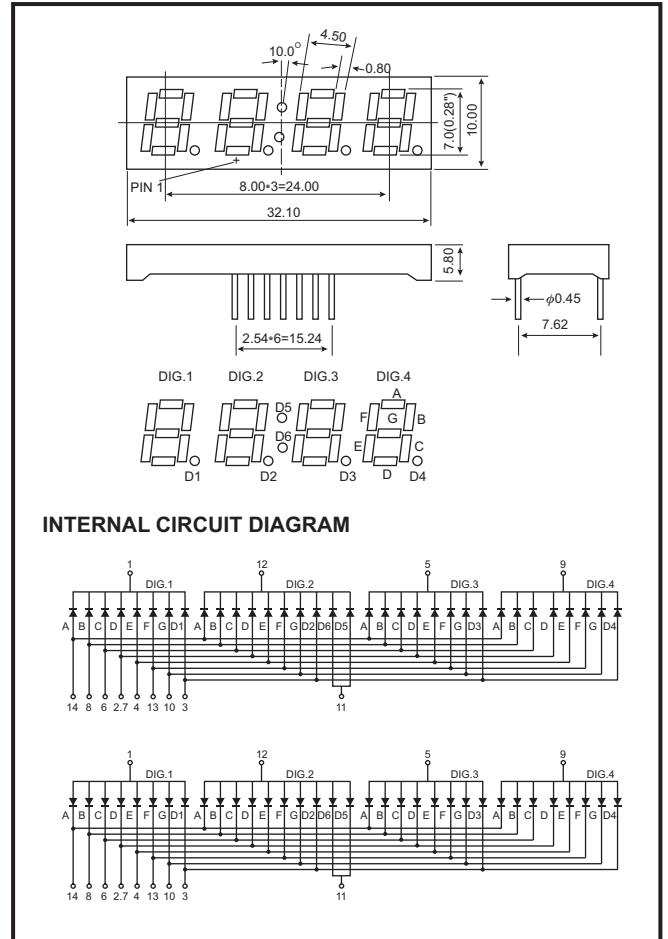 4.50
10.0°
0.80
7.0(0.28")
10.00
PIN 1
8.00*3=24.00
32.10
5.80
2.54*6=15.24
ϕ0.45
7.62
DIG.1 DIG.2 DIG.3 DIG.4
A
D5 F G B
D6 E C
D1 D2 D3 D D4
INTERNAL CIRCUIT DIAGRAM
1 12 5 9
DIG.1 DIG.2 DIG.3 DIG.4
A B C D E F G D1 A B C D E F G D2 D6 D5 A B C D E F G D3 A B C D E F G D4
14 8 6 2.7 4 13 10 3 11
1 12 5 9
DIG.1 DIG.2 DIG.3 DIG.4
A B C D E F G D1 A B C D E F G D2 D6 D5 A B C D E F G D3 A B C D E F G D4
14 8 6 2.7 4 13 10 3 11